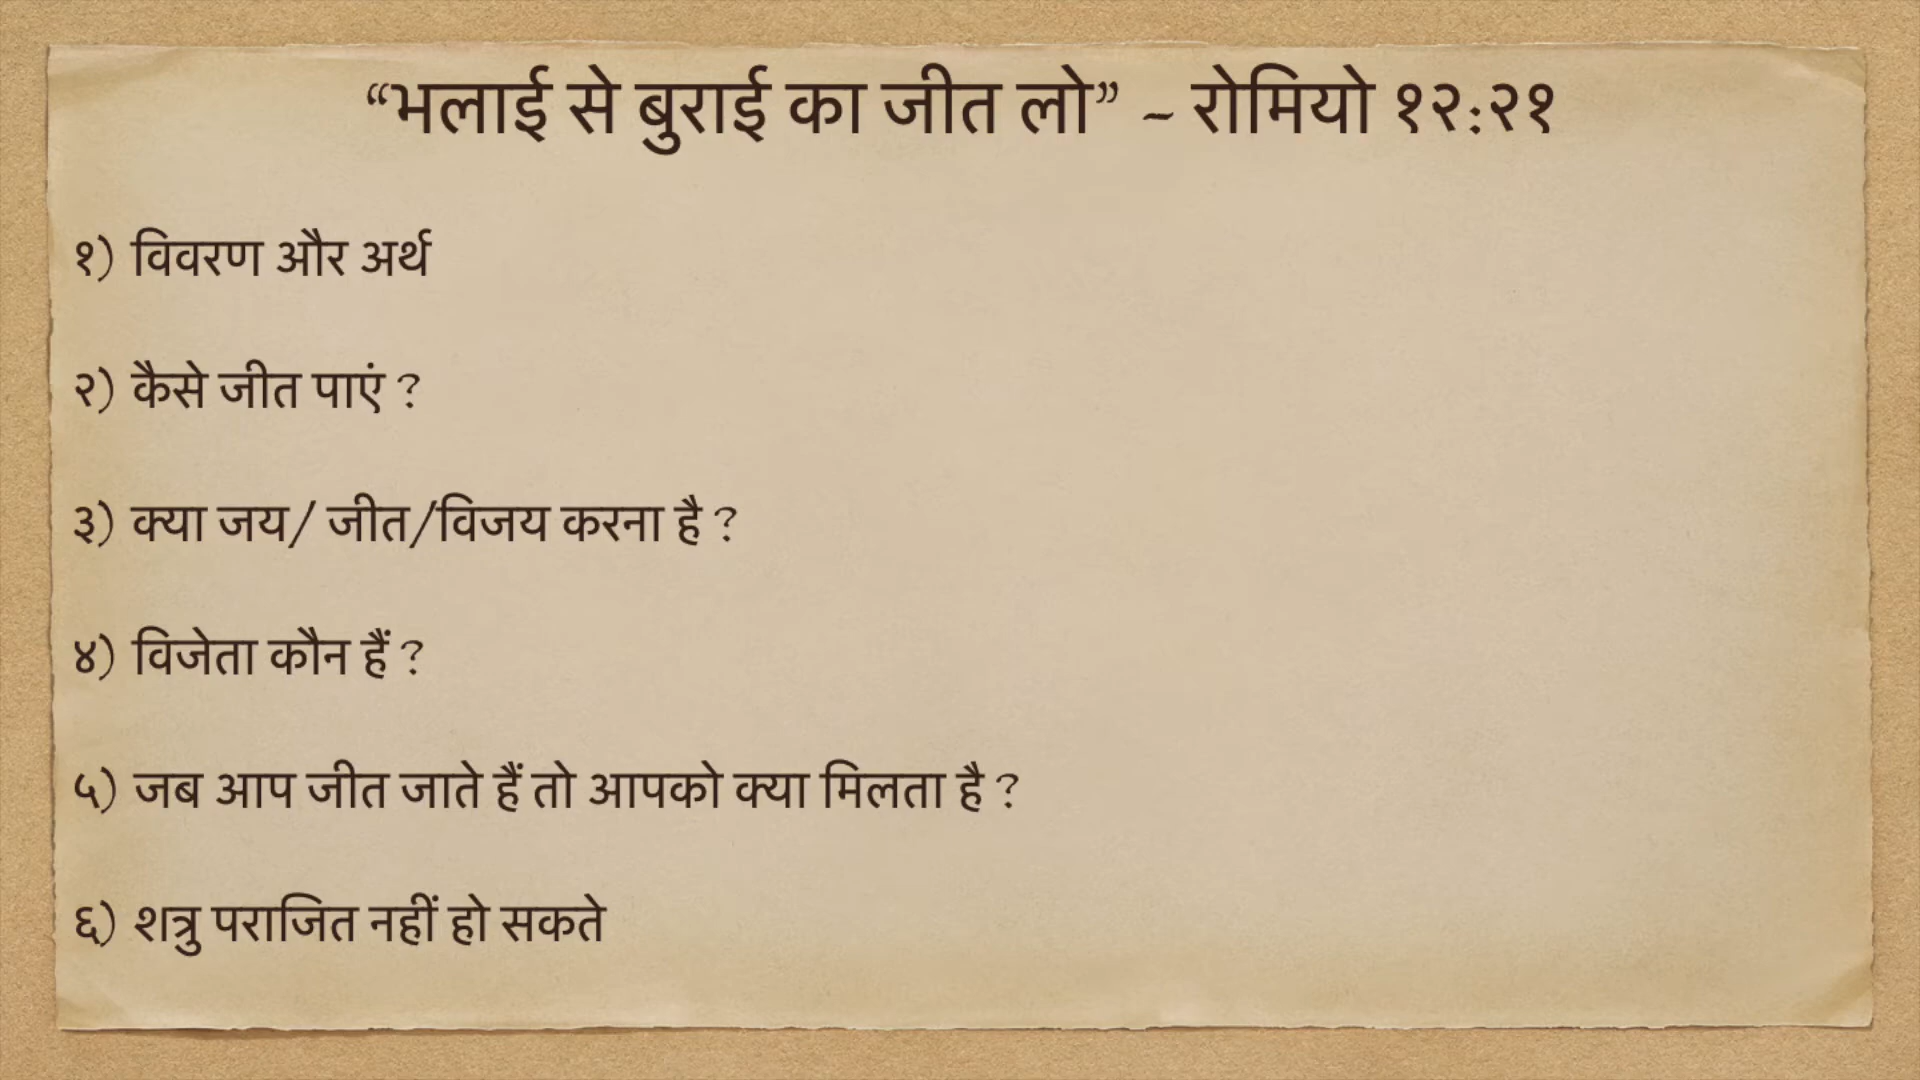 “भलाई से बुराई का जीत लो” ~ रोमियो १२:२१
१) विवरण और अर्थ
२) कैसे जीत पाएं ?
३) क्या जय/ जीत/विजय करना है ?
४) विजेता कौन हैं ?
५) जब आप जीत जाते हैं तो आपको क्या मिलता है ?
६) शत्रु पराजित नहीं हो सकते